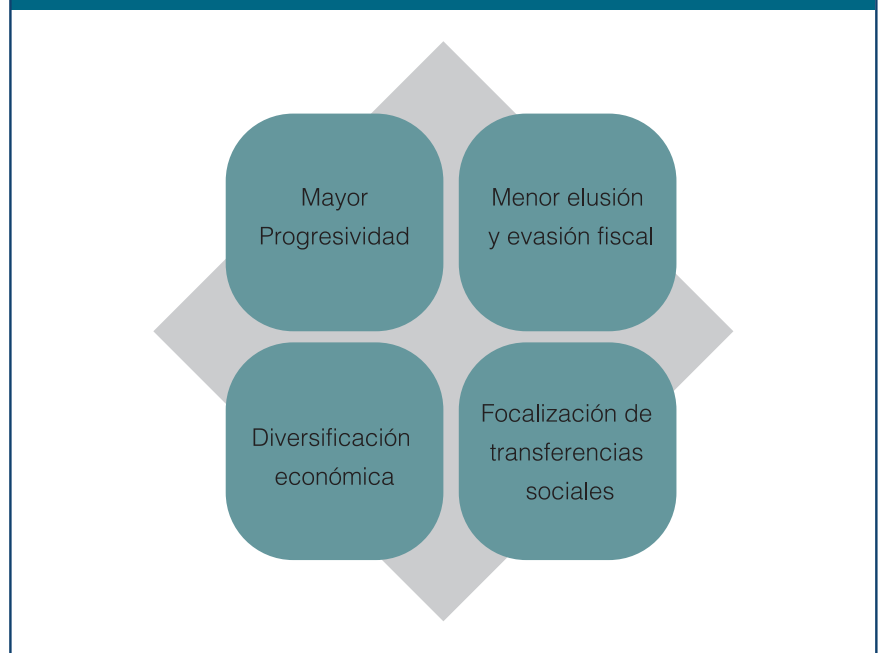 Mayor
Progresividad
Menor elusión
y evasión fiscal
Diversificación
económica
Focalización de
transferencias
sociales